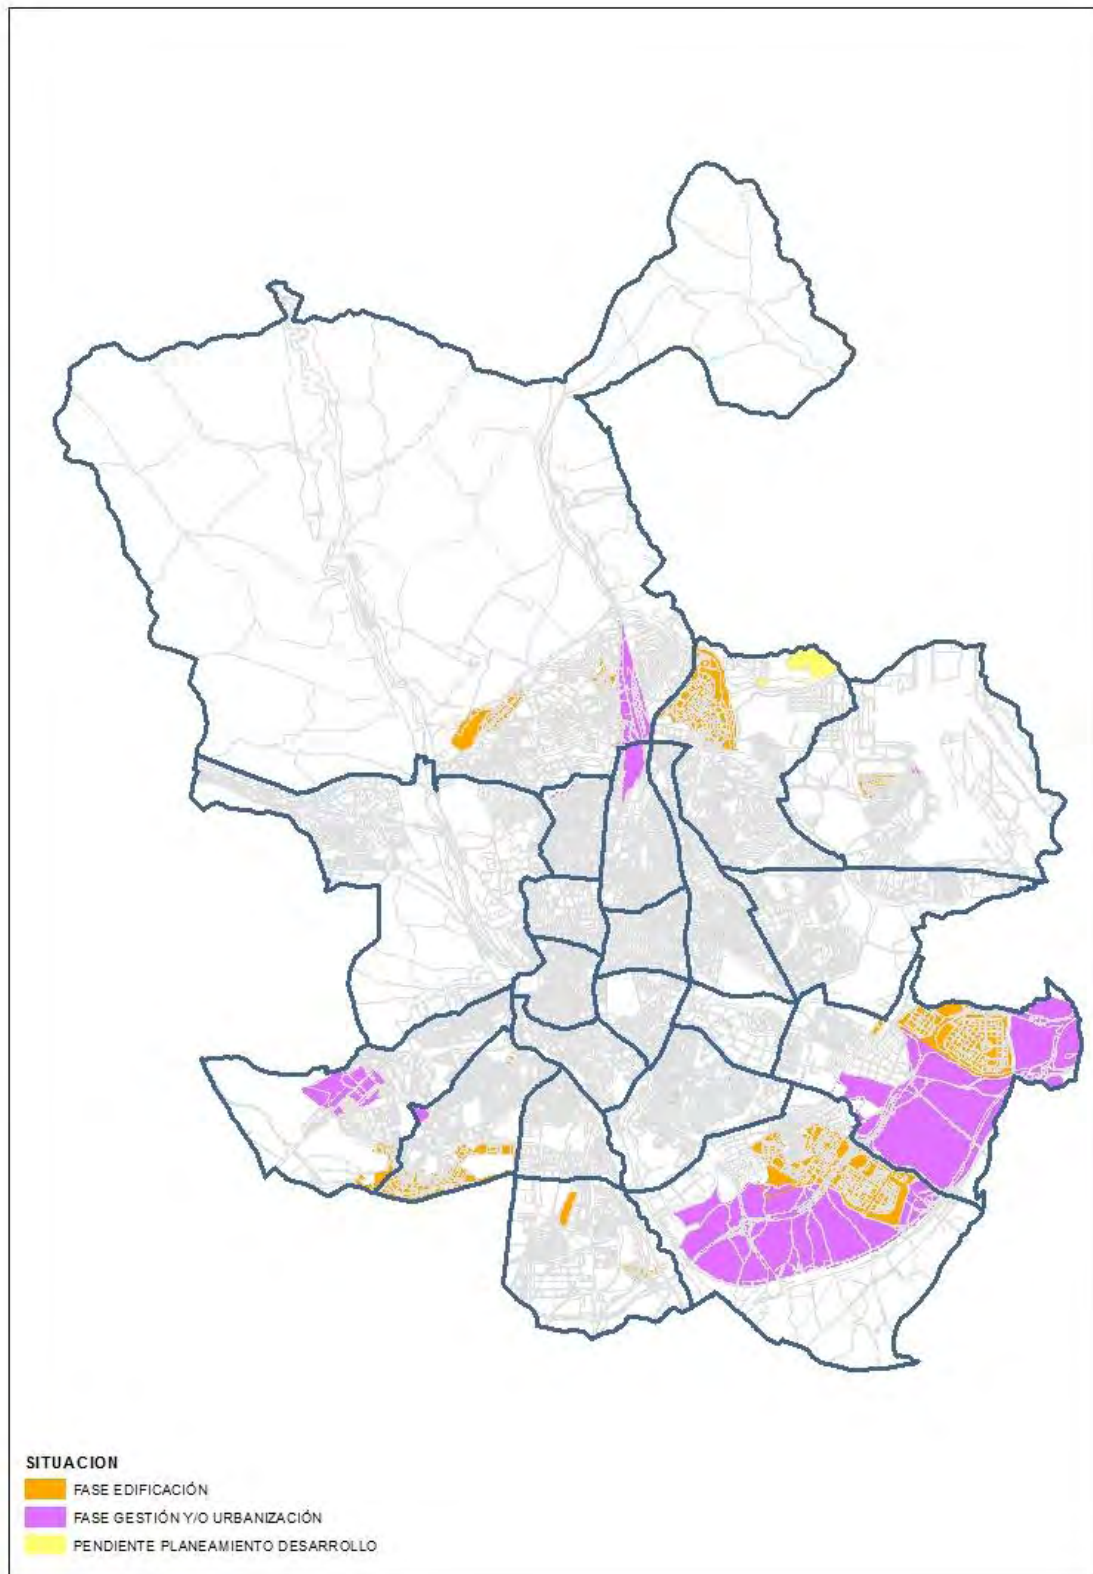 SITUACION
FASE EDIFICACIÓN
FASE GESTIÓN Y/O URBANIZACIÓN
PENDIENTE PLANEAMIENTO DESARROLLO